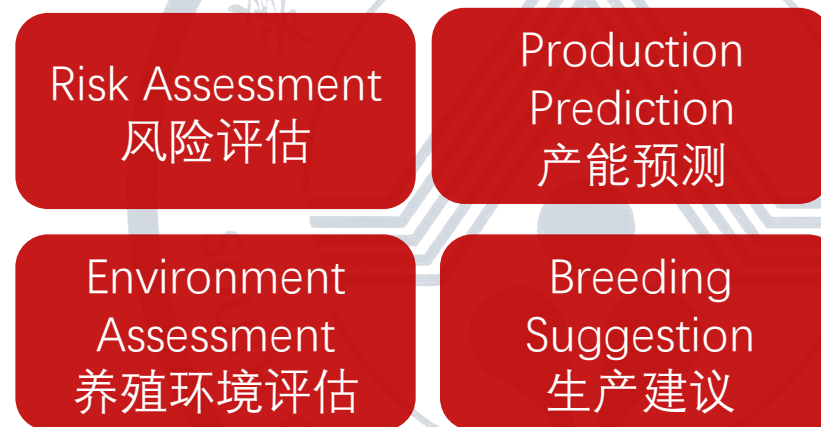 Risk Assessment
风险评估
Production
Prediction
产能预测
Environment
Assessment
养殖环境评估
Breeding
Suggestion
生产建议